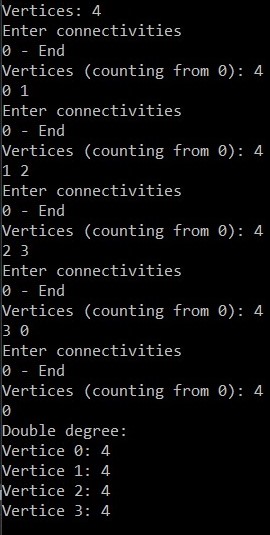 Vertices: 4
Enter connectivities
0 - End
Vertices (counting from 0): 4
0 1
Enter connectivities
0 - End
Vertices (counting from 0): 4
1 2
Enter connectivities
0 - End
Vertices (counting from 0): 4
2 3
Enter connectivities
0 - End
Vertices (counting from 0): 4
3 0
Enter connectivities
0 - End
Vertices (counting from 0): 4
0
Double degree:
Vertice 0: 4
Vertice 1: 4
Vertice 2: 4
Vertice 3: 4